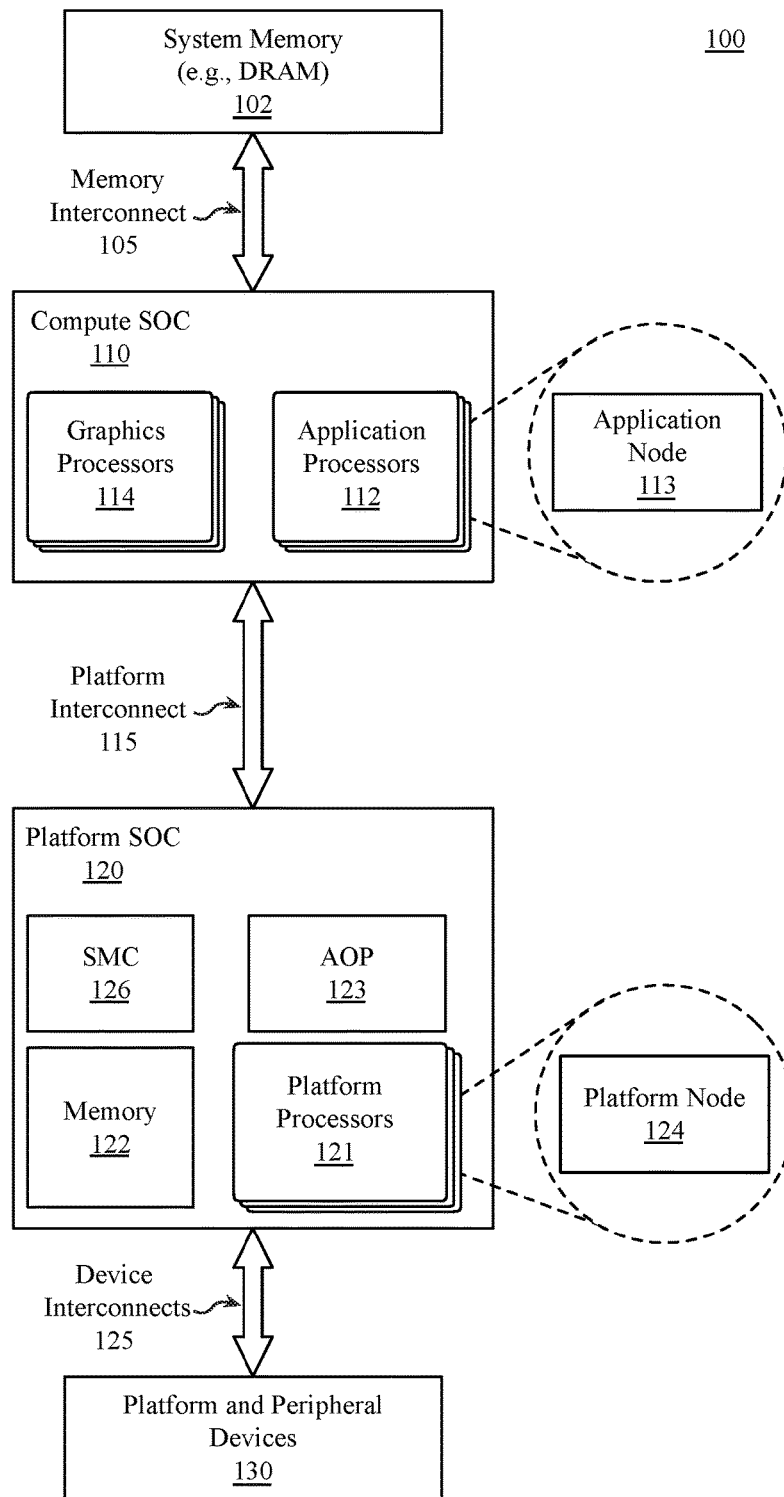 System Memory
(e.g., DRAM)
102
100
Memory
Interconnect
105
Compute SOC
110
Graphics
Processors
114
Application
Processors
112
Application
Node
113
Platform
Interconnect
115
Platform SOC
120
SMC
126
AOP
123
Memory
122
Platform
Processors
121
Platform Node
124
Device
Interconnects
125
Platform and Peripheral
Devices
130